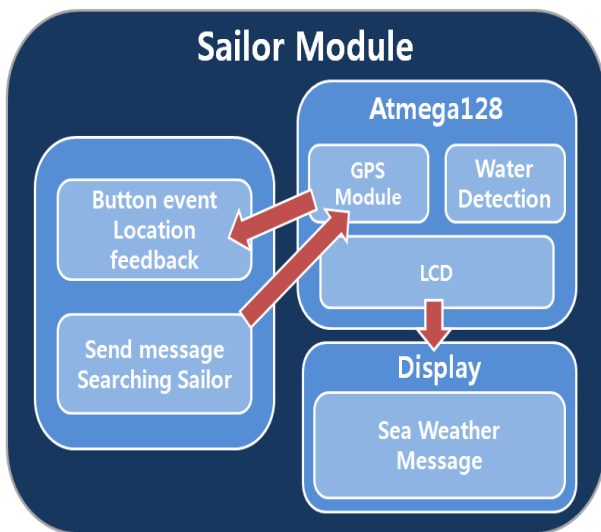 Sailor Module
Button event
Location
feedback
Send message
Searching Sailor
Atmega128
GPS
Module
Water
Detection
LCD
Display
Sea Weather
Message